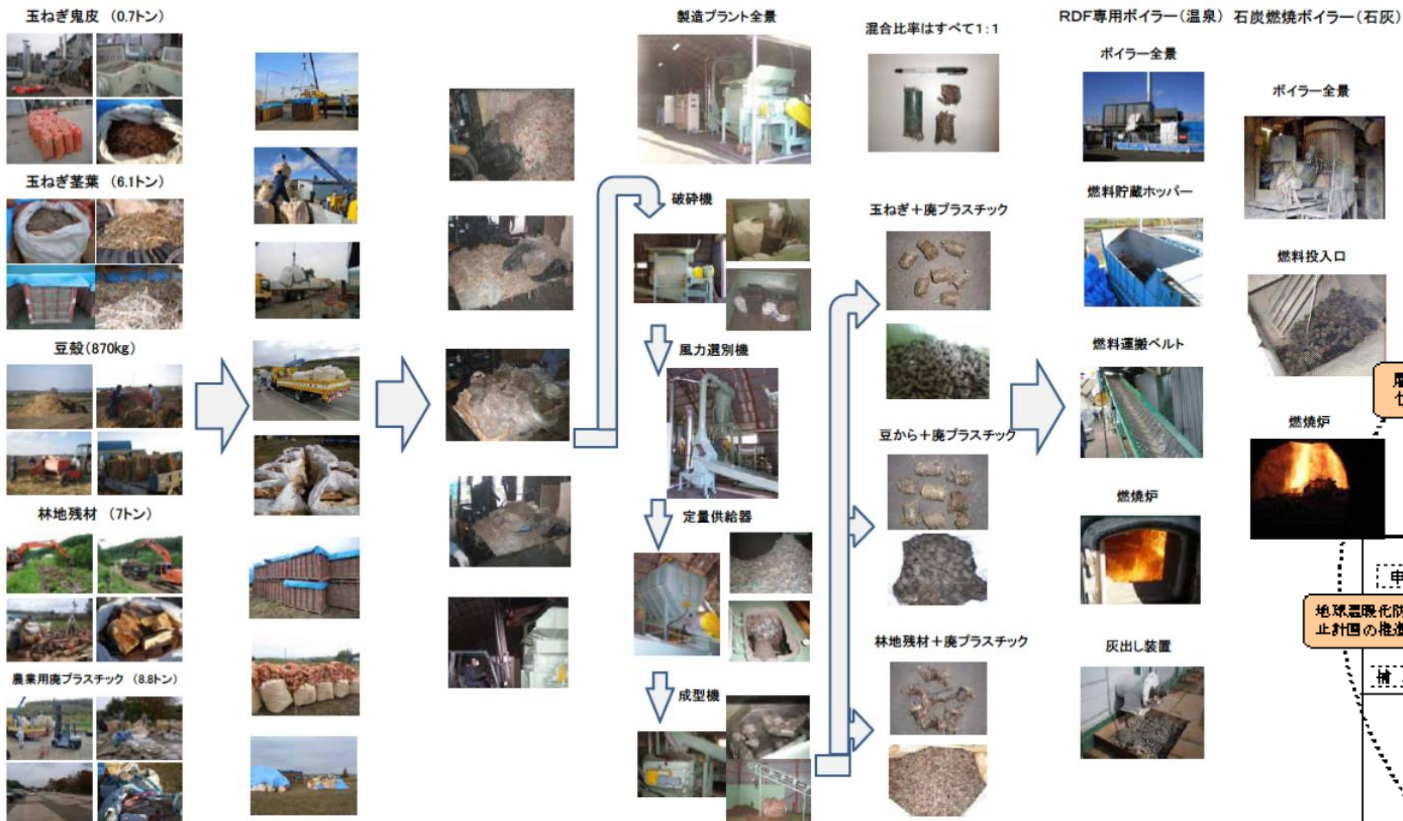 玉ねぎ鬼皮 (0.7トン)
玉ねぎ茎葉 (6.1トン)
豆殻(870kg)
林地残材 (7トン)
農業用廃プラスチック (8.8トン)
製造プラント全景
破砕機
風力選別機
定量供給器
成型機
混合比率はすべて1:1
玉ねぎ+廃プラスチック
豆から+廃プラスチック
林地残材+廃プラスチック
RDF専用ボイラー(温泉)
ボイラー全景
燃料貯蔵ホッパー
燃料運搬ベルト
燃焼炉
灰出し装置
石炭燃焼ボイラー(石灰)
ボイラー全景
燃料投入口
燃焼炉
申
地球温暖化防
止計画の推進